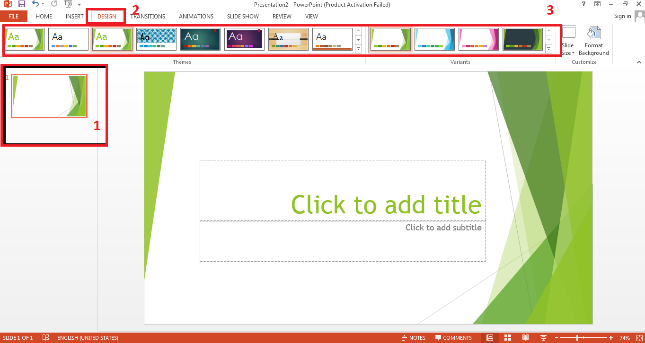 Presentation2 - PowerPoint (Product Activation Failed)
FILE HOME INSERT DESIGN TRANSITIONS ANIMATIONS SLIDE SHOW REVIEW VIEW Sign in
2
3
Aa Aa Aa Aa Aa Aa Aa Aa
Slide Size Format Background
Themes Variants Customize
1
1
Click to add title
Click to add subtitle
SLIDE 1 OF 1 ENGLISH (UNITED STATES) NOTES COMMENTS 74%